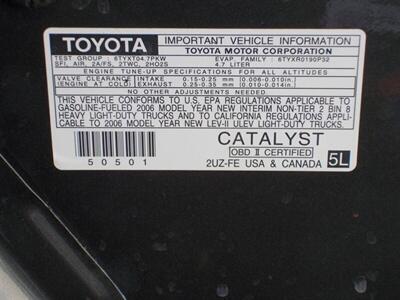 TOYOTA
IMPORTANT VEHICLE INFORMATION
TOYOTA MOTOR CORPORATION
TEST GROUP : 6TYXT04.7PKW
EVAP. FAMILY : 6TYXR0190P32
SFI, AIR, 2A/FS, 2TWC, 2HO2S
4.7 LITER
ENGINE TUNE-UP SPECIFICATIONS FOR ALL ALTITUDES
VALVE CLEARANCE INTAKE 0.15-0.25 mm (0.006-0.010in.)
(ENGINE AT COLD) EXHAUST 0.25-0.35 mm (0.010-0.014in.)
NO OTHER ADJUSTMENTS NEEDED.
THIS VEHICLE CONFORMS TO U.S. EPA REGULATIONS APPLICABLE TO
GASOLINE-FUELED 2006 MODEL YEAR NEW INTERIM NON-TIER 2 BIN 8
HEAVY LIGHT-DUTY TRUCKS AND TO CALIFORNIA REGULATIONS APPLI-
CABLE TO 2006 MODEL YEAR NEW LEV-II ULEV LIGHT-DUTY TRUCKS.
50501
CATALYST
OBD II CERTIFIED
2UZ-FE USA & CANADA
5L